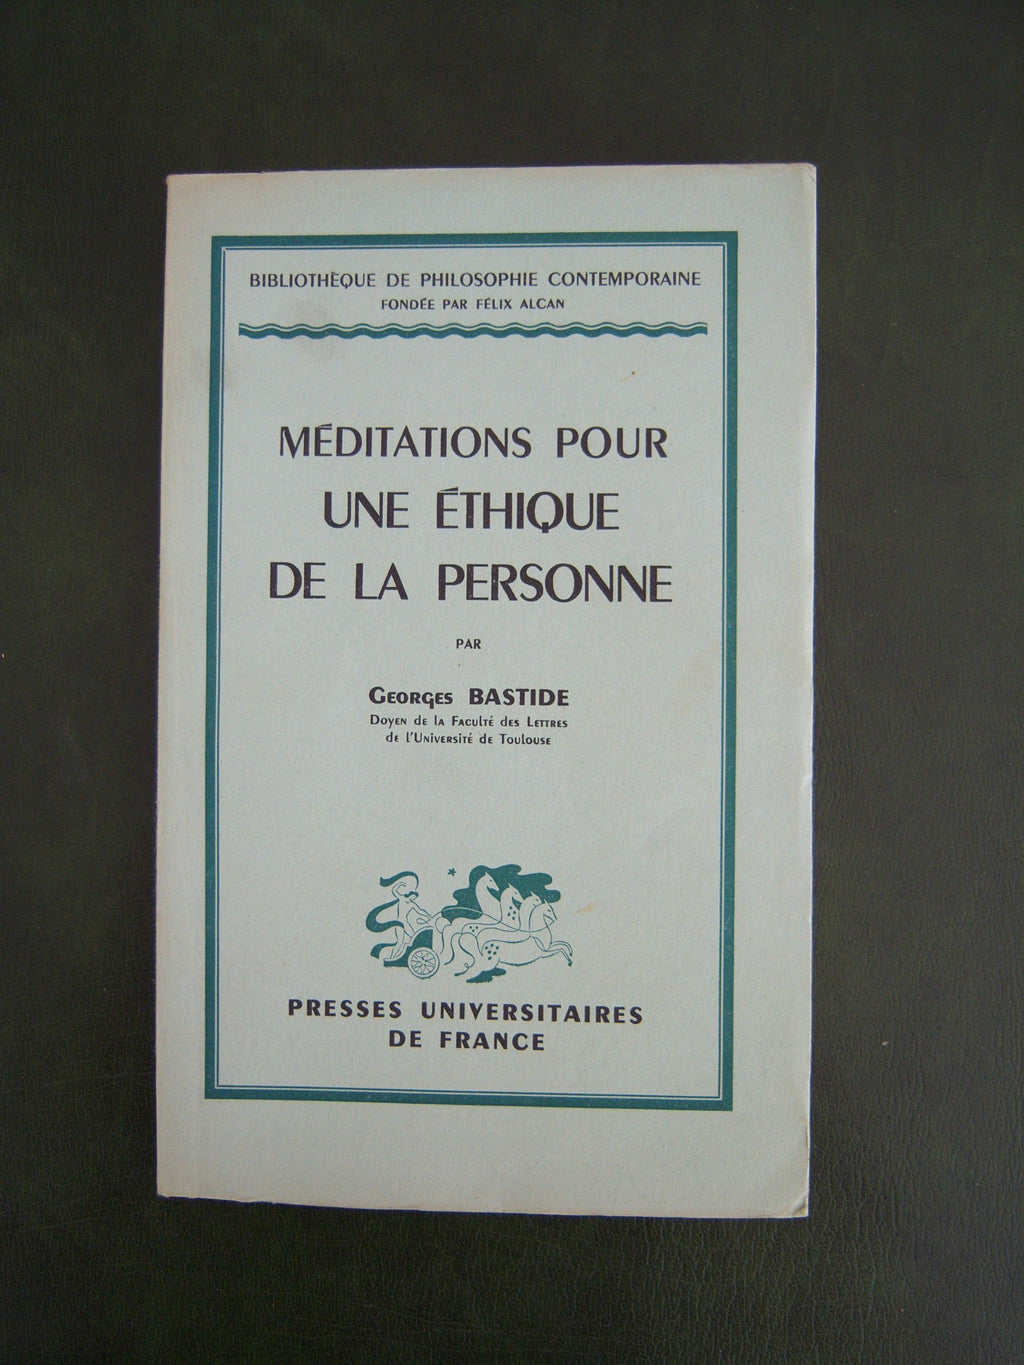 BIBLIOTHÈQUE DE PHILOSOPHIE CONTEMPORAINE
FONDÉE PAR FÉLIX ALCAN
MÉDITATIONS POUR
UNE ÉTHIQUE
DE LA PERSONNE
PAR
Georges BASTIDE
Doyen de la Faculté des Lettres
de l'Université de Toulouse
PRESSES UNIVERSITAIRES
DE FRANCE